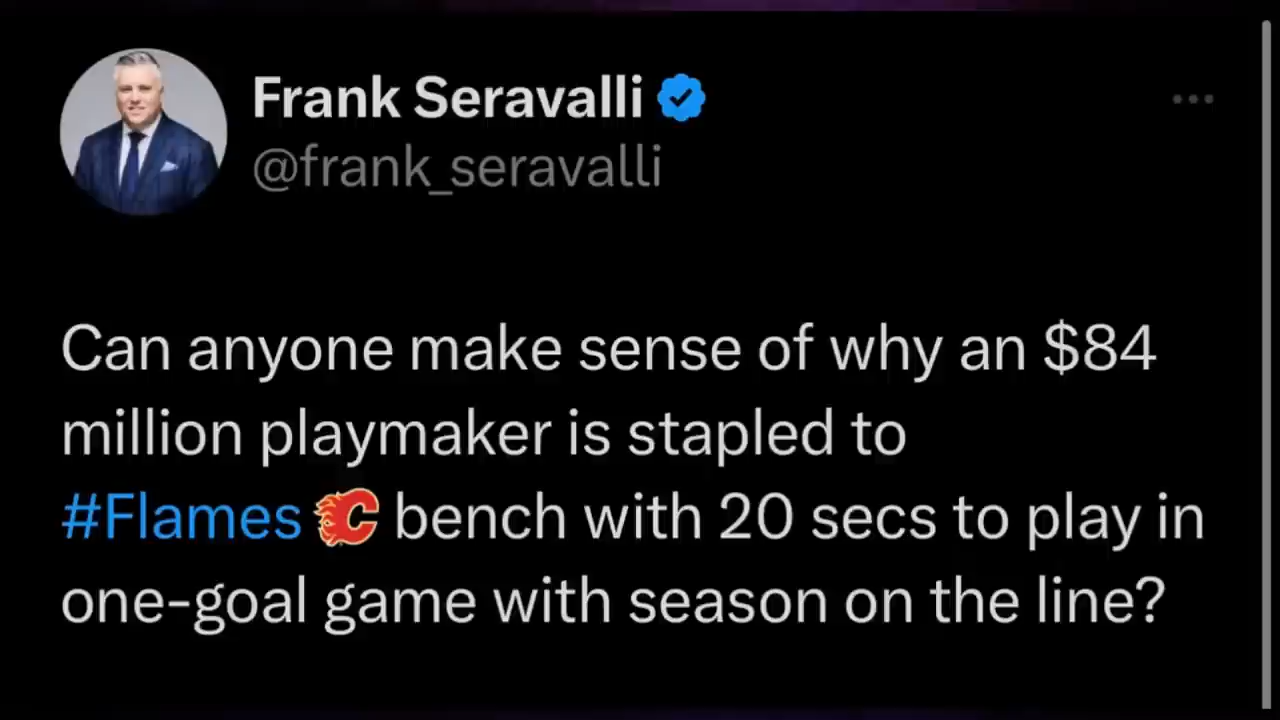 Frank Seravalli
@frank_seravalli
Can anyone make sense of why an $84
million playmaker is stapled to
#Flames C bench with 20 secs to play in
one-goal game with season on the line?